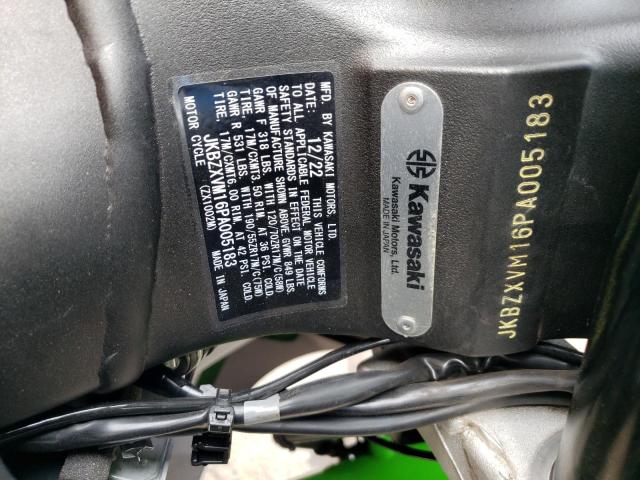 MFD. BY KAWASAKI MOTORS, LTD.
DATE: 12/22 THIS VEHICLE CONFORMS
TO ALL APPLICABLE FEDERAL MOTOR VEHICLE
SAFETY STANDARDS IN EFFECT ON THE DATE
OF MANUFACTURE SHOWN ABOVE. GVWR 849 LBS.
GAWR F 318 LBS. WITH 120/70ZR17M/C(58W)
TIRE, 17M/CXMT3.50 RIM, AT 36 PSI. COLD.
GAWR R 531 LBS. WITH 190/55ZR17M/C(75W)
TIRE, 17M/CXMT6.00 RIM, AT 42 PSI. COLD.
JKBZXVM16PA005183
MOTOR CYCLE (ZX1002M) MADE IN JAPAN
Kawasaki
Kawasaki Motors, Ltd.
MADE IN JAPAN
JKBZXVM16PA005183